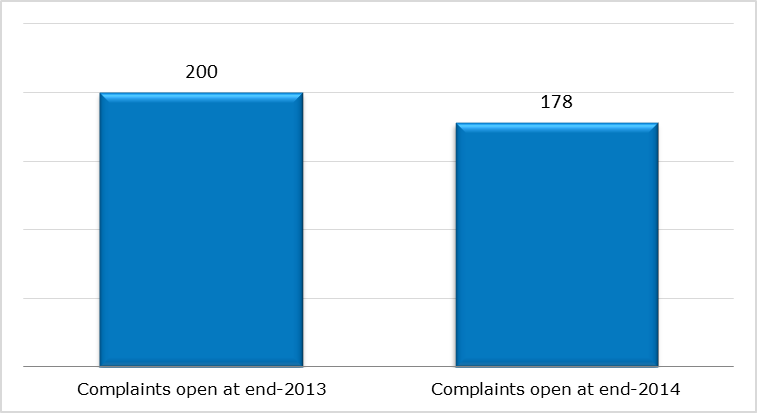 200
178
Complaints open at end-2013
Complaints open at end-2014